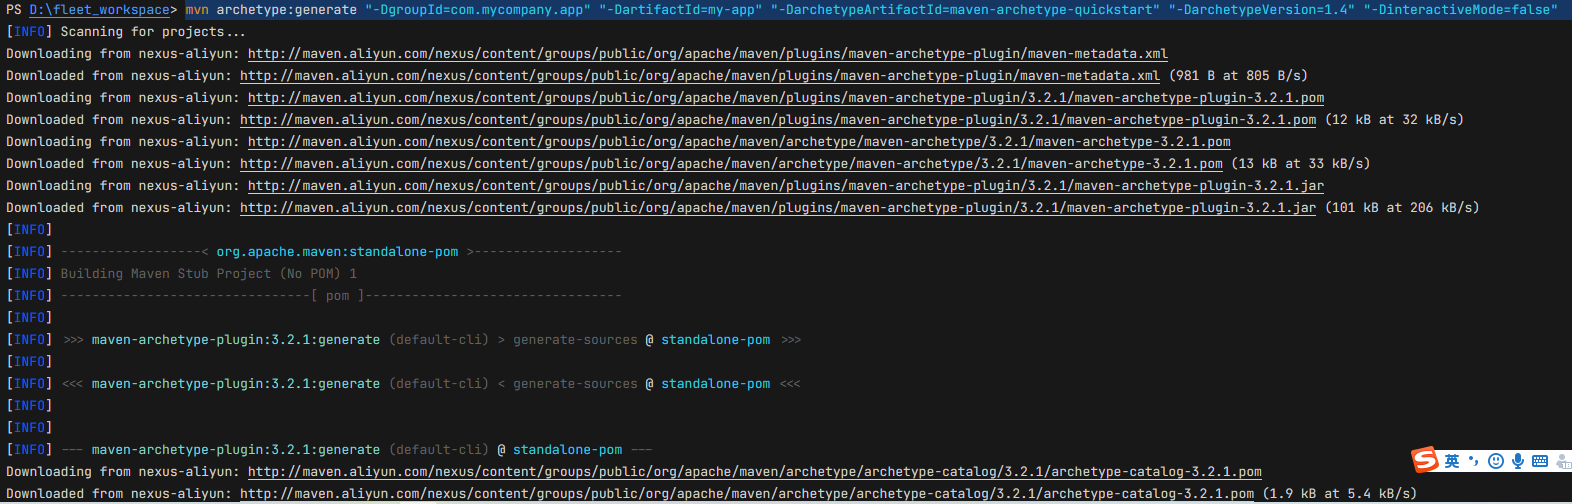 PS D:\fleet_workspace> mvn archetype:generate "-DgroupId=com.mycompany.app" "-DartifactId=my-app" "-DarchetypeArtifactId=maven-archetype-quickstart" "-DarchetypeVersion=1.4" "-DinteractiveMode=false"
[INFO] Scanning for projects...
Downloading from nexus-aliyun: http://maven.aliyun.com/nexus/content/groups/public/org/apache/maven/plugins/maven-archetype-plugin/maven-metadata.xml
Downloaded from nexus-aliyun: http://maven.aliyun.com/nexus/content/groups/public/org/apache/maven/plugins/maven-archetype-plugin/maven-metadata.xml (981 B at 805 B/s)
Downloading from nexus-aliyun: http://maven.aliyun.com/nexus/content/groups/public/org/apache/maven/plugins/maven-archetype-plugin/3.2.1/maven-archetype-plugin-3.2.1.pom
Downloaded from nexus-aliyun: http://maven.aliyun.com/nexus/content/groups/public/org/apache/maven/plugins/maven-archetype-plugin/3.2.1/maven-archetype-plugin-3.2.1.pom (12 kB at 32 kB/s)
Downloading from nexus-aliyun: http://maven.aliyun.com/nexus/content/groups/public/org/apache/maven/archetype/maven-archetype/3.2.1/maven-archetype-3.2.1.pom
Downloaded from nexus-aliyun: http://maven.aliyun.com/nexus/content/groups/public/org/apache/maven/archetype/maven-archetype/3.2.1/maven-archetype-3.2.1.pom (13 kB at 33 kB/s)
Downloading from nexus-aliyun: http://maven.aliyun.com/nexus/content/groups/public/org/apache/maven/plugins/maven-archetype-plugin/3.2.1/maven-archetype-plugin-3.2.1.jar
Downloaded from nexus-aliyun: http://maven.aliyun.com/nexus/content/groups/public/org/apache/maven/plugins/maven-archetype-plugin/3.2.1/maven-archetype-plugin-3.2.1.jar (101 kB at 206 kB/s)
[INFO]
[INFO] ------------------< org.apache.maven:standalone-pom >-------------------
[INFO] Building Maven Stub Project (No POM) 1
[INFO] --------------------------------[ pom ]---------------------------------
[INFO]
[INFO] >>> maven-archetype-plugin:3.2.1:generate (default-cli) > generate-sources @ standalone-pom >>>
[INFO]
[INFO] <<< maven-archetype-plugin:3.2.1:generate (default-cli) < generate-sources @ standalone-pom <<<
[INFO]
[INFO]
[INFO] --- maven-archetype-plugin:3.2.1:generate (default-cli) @ standalone-pom ---
Downloading from nexus-aliyun: http://maven.aliyun.com/nexus/content/groups/public/org/apache/maven/archetype/archetype-catalog/3.2.1/archetype-catalog-3.2.1.pom
Downloaded from nexus-aliyun: http://maven.aliyun.com/nexus/content/groups/public/org/apache/maven/archetype/archetype-catalog/3.2.1/archetype-catalog-3.2.1.pom (1.9 kB at 5.4 kB/s)
英